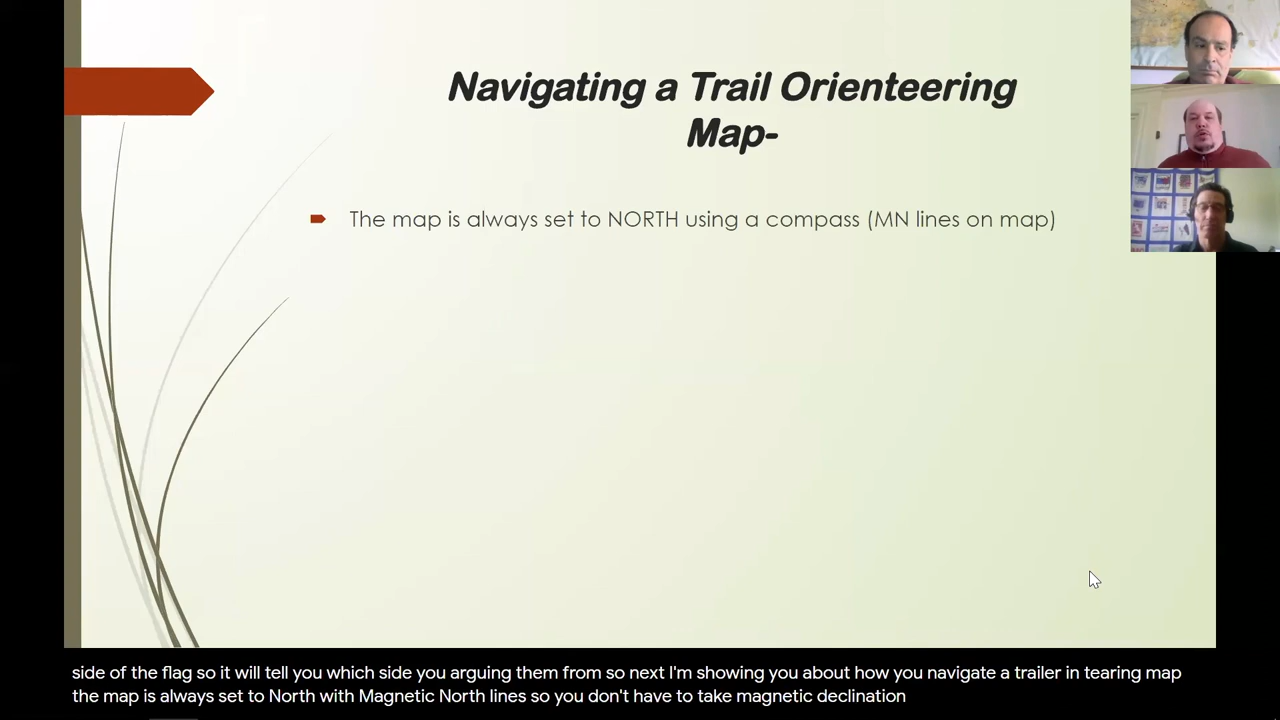 Navigating a Trail Orienteering
Map-
The map is always set to NORTH using a compass (MN lines on map)
side of the flag so it will tell you which side you arguing them from so next I'm showing you about how you navigate a trailer in tearing map
the map is always set to North with Magnetic North lines so you don't have to take magnetic declination